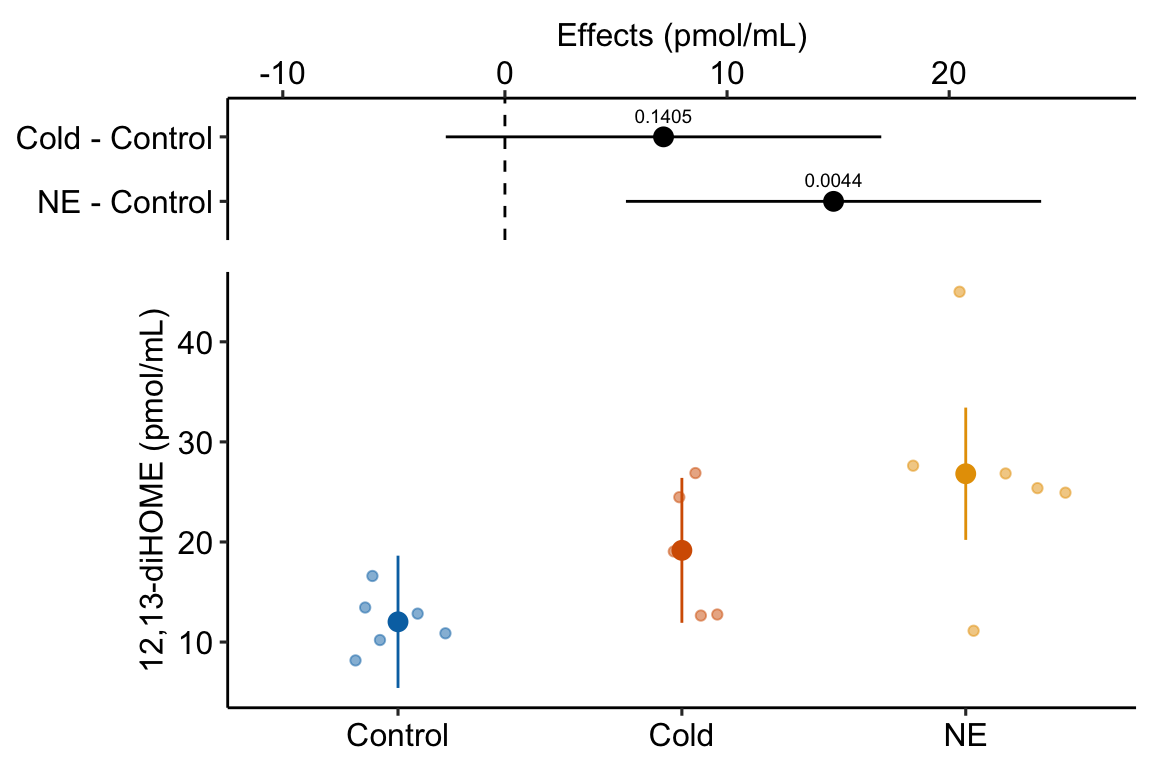 Effects (pmol/mL)
-10 0 10 20
0.1405
Cold - Control
0.0044
NE - Control
12,13-diHOME (pmol/mL)
40
30
20
10
Control Cold NE